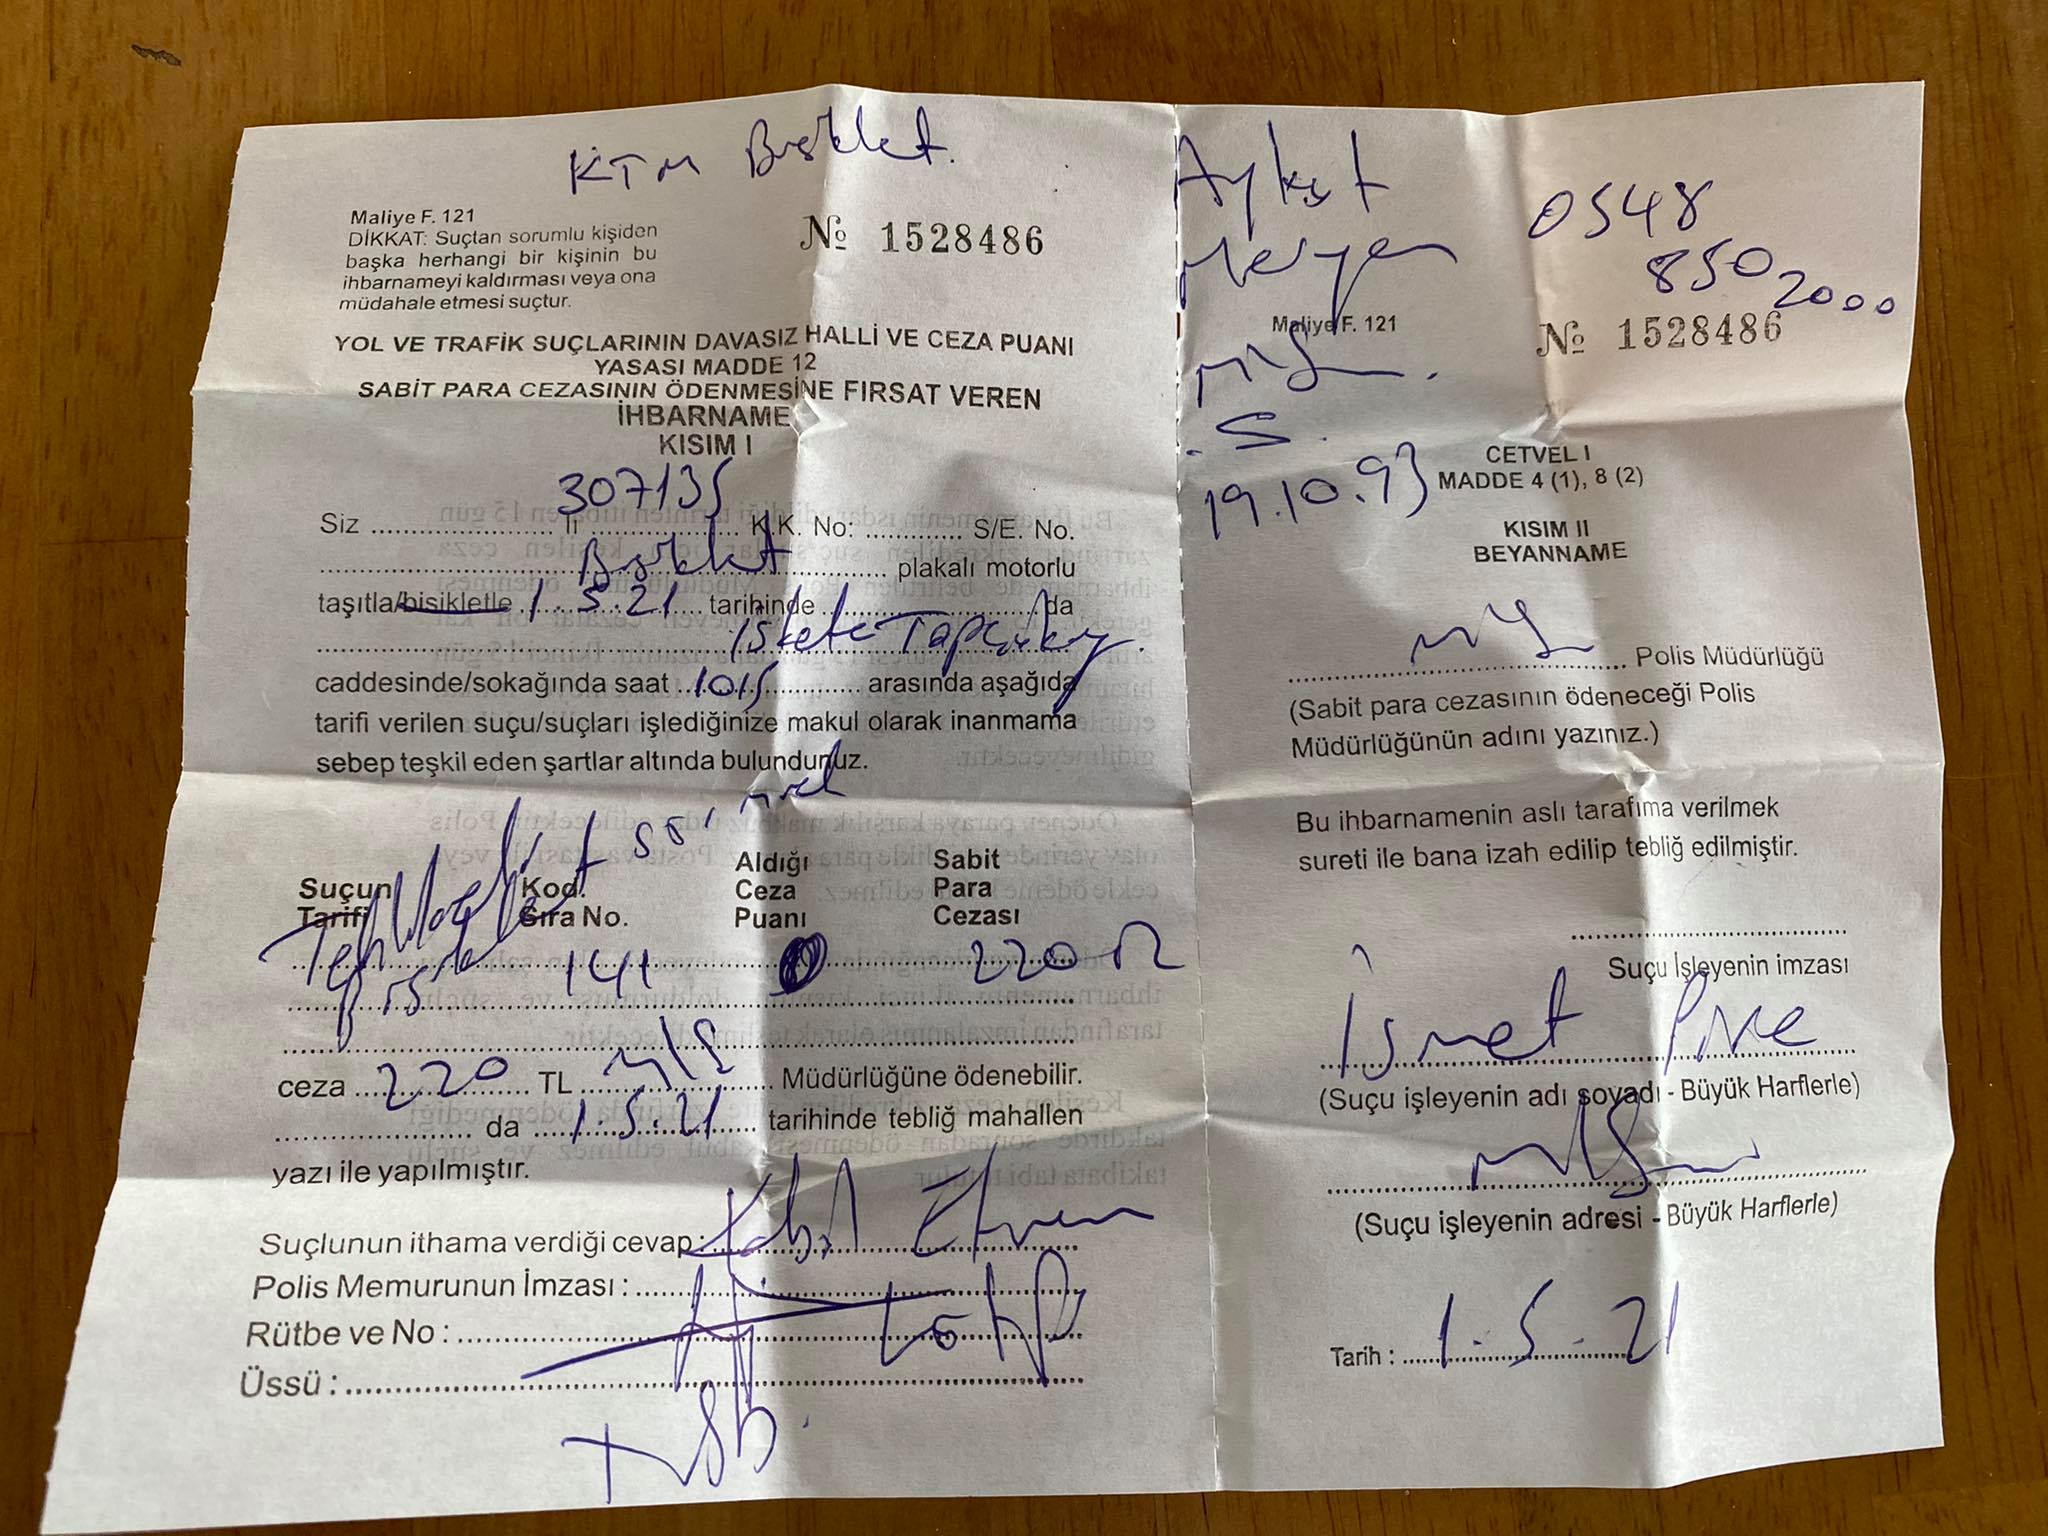 KTM Bisiklet.
Maliye F. 121
DİKKAT: Suçtan sorumlu kişiden
başka herhangi bir kişinin bu
ihbarnameyi kaldırması veya ona
müdahale etmesi suçtur.
№ 1528486
YOL VE TRAFİK SUÇLARININ DAVASIZ HALLİ VE CEZA PUANI
YASASI MADDE 12
SABİT PARA CEZASININ ÖDENMESİNE FIRSAT VEREN
İHBARNAME
KISIM I
307135
Siz .......... li .......... K.K. No: .......... S/E. No.
Bisiklet .......... plakalı motorlu
taşıtla/bisikletle 1.5.21 tarihinde .......... da
İskele
caddesinde/sokağında saat 1015 arasında aşağıda
tarifi verilen suçu/suçları işlediğinize makul olarak inanmama
sebep teşkil eden şartlar altında bulundunuz.
Suçun Tarifi
Kod. Sıra No.
Aldığı Ceza Puanı
Sabit Para Cezası
141 220 TL
ceza 220 TL .......... Müdürlüğüne ödenebilir.
.......... da 1.5.21 tarihinde tebliğ mahallen
yazı ile yapılmıştır.
Suçlunun ithama verdiği cevap:
Polis Memurunun İmzası :
Rütbe ve No :
Üssü :
0548
850 2000
Maliye F. 121
№ 1528486
19.10.93
CETVEL I
MADDE 4 (1), 8 (2)
KISIM II
BEYANNAME
.......... Polis Müdürlüğü
(Sabit para cezasının ödeneceği Polis
Müdürlüğünün adını yazınız.)
Bu ihbarnamenin aslı tarafıma verilmek
sureti ile bana izah edilip tebliğ edilmiştir.
Suçu İşleyenin imzası
İsmet
(Suçu işleyenin adı soyadı - Büyük Harflerle)
(Suçu işleyenin adresi - Büyük Harflerle)
Tarih : 1.5.21